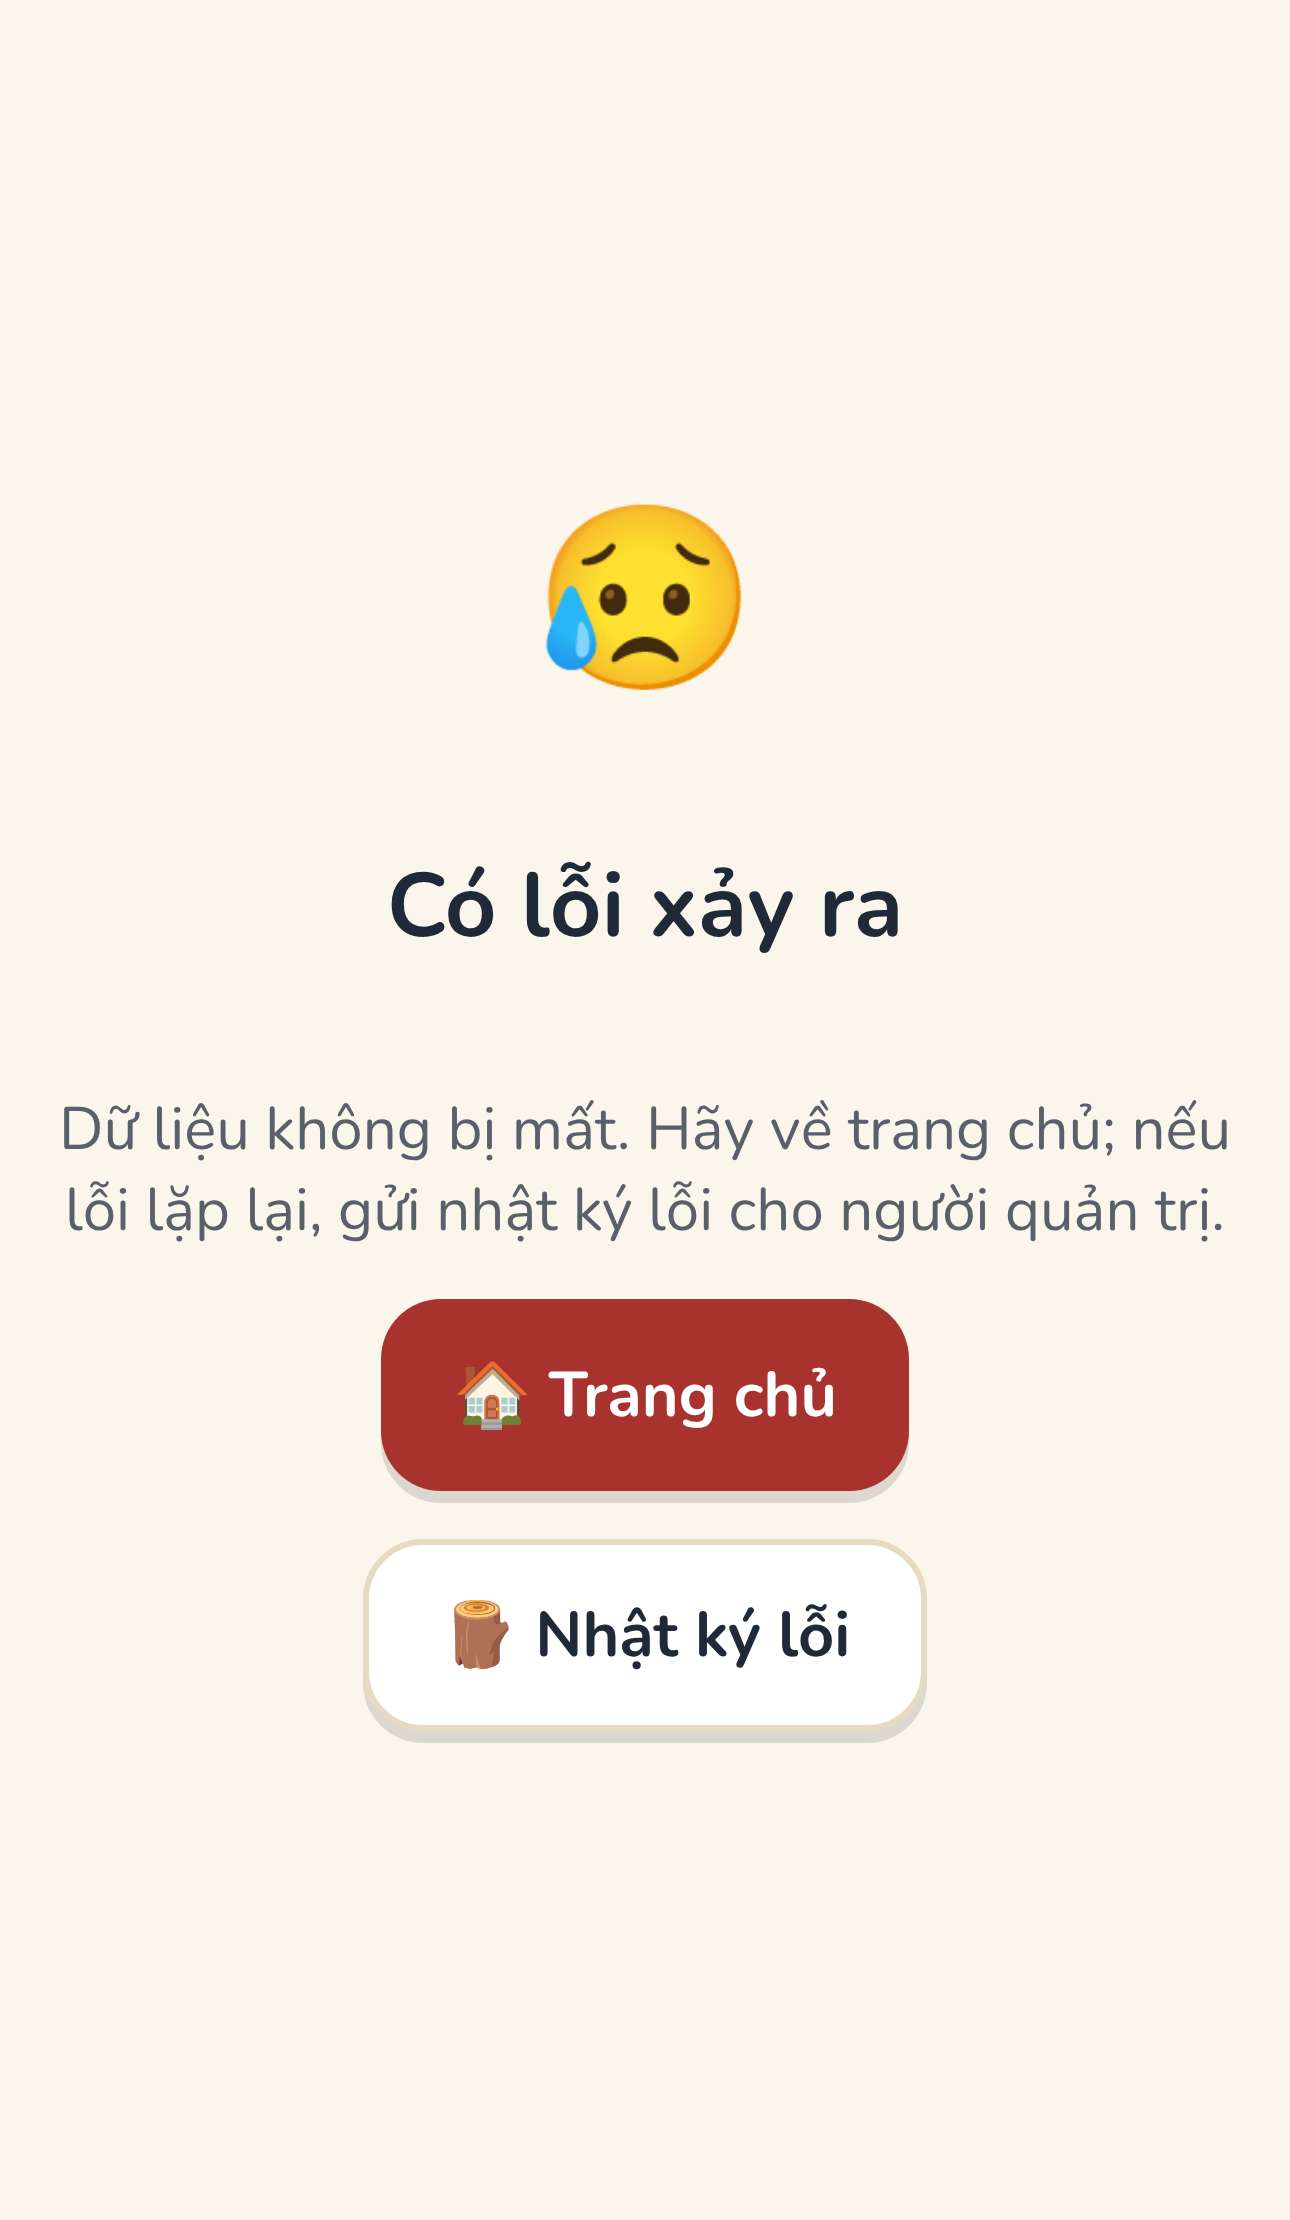 Có lỗi xảy ra
Dữ liệu không bị mất. Hãy về trang chủ; nếu
lỗi lặp lại, gửi nhật ký lỗi cho người quản trị.
🏠 Trang chủ
🪵 Nhật ký lỗi